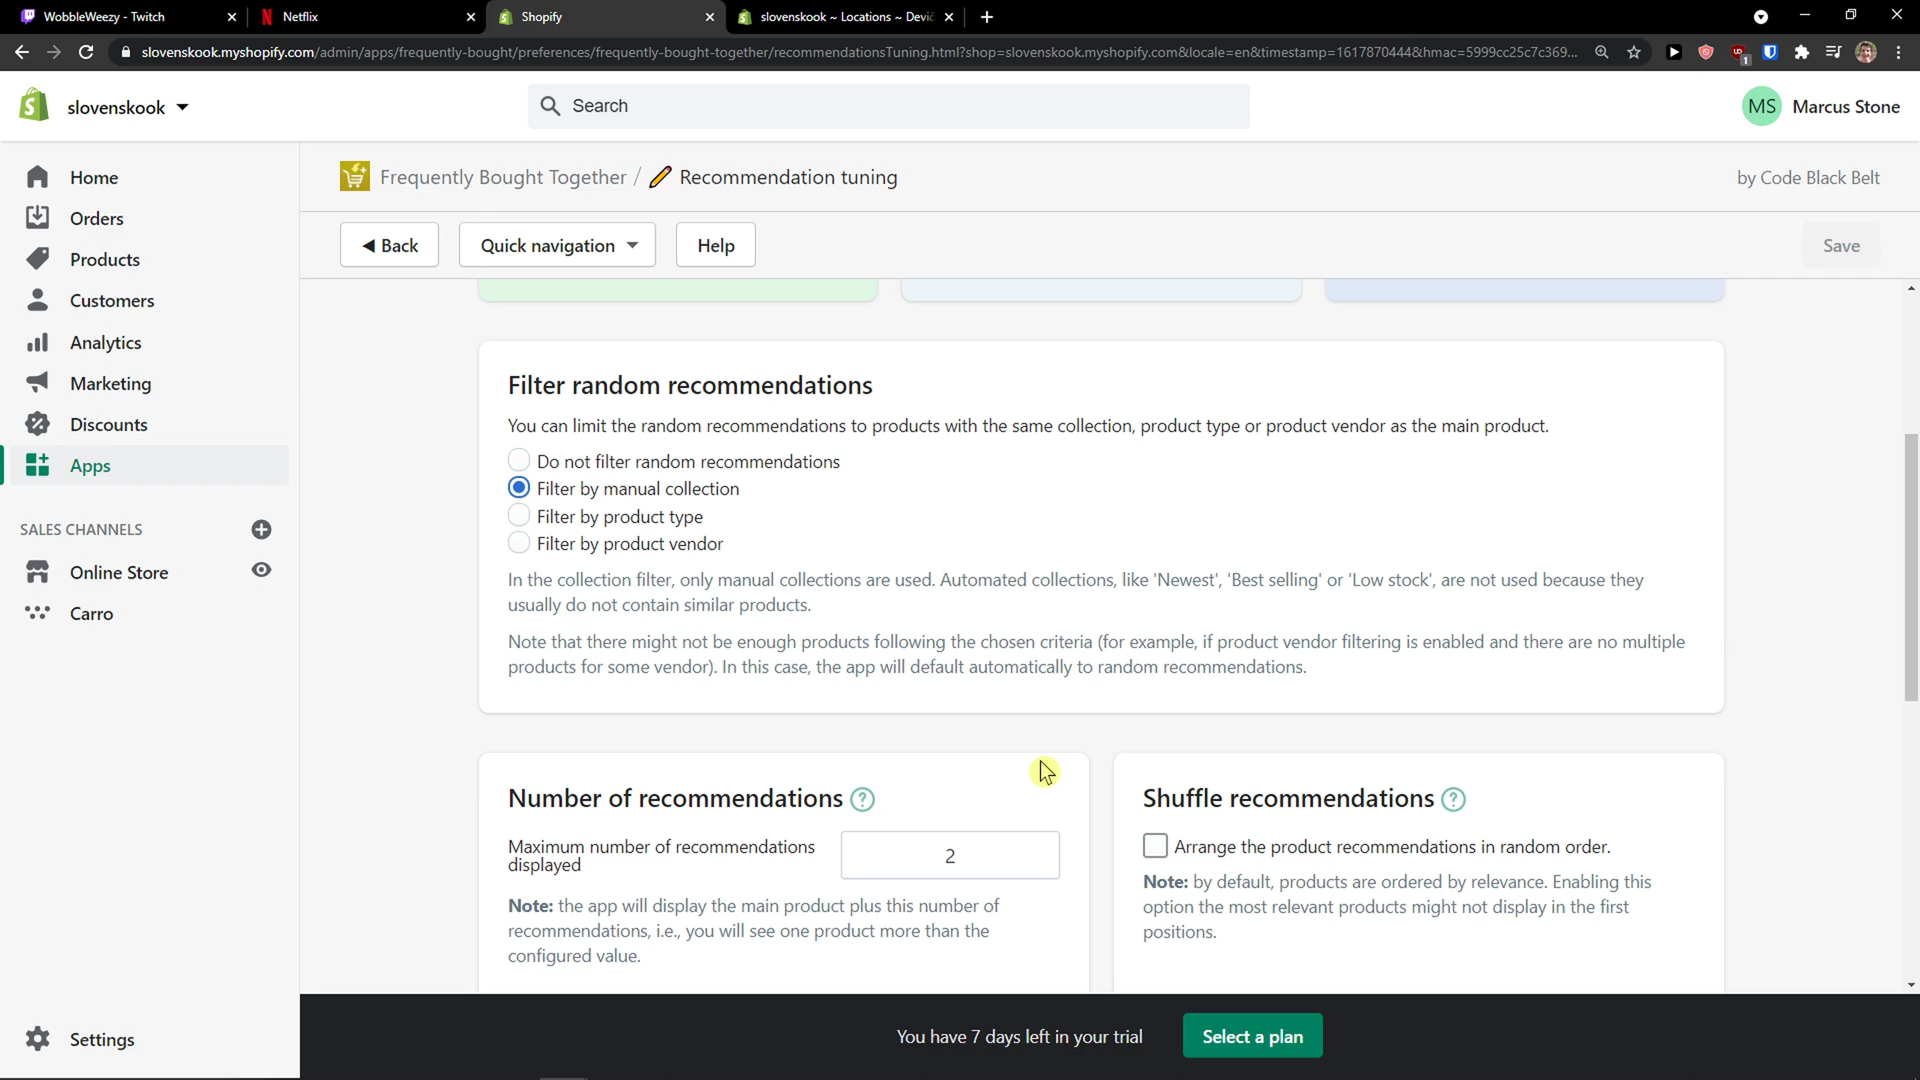 WobbleWeezy - Twitch
Netflix
Shopify
slovenskook ~ Locations ~ Devic
slovenskook.myshopify.com/admin/apps/frequently-bought/preferences/frequently-bought-together/recommendationsTuning.html?shop=slovenskook.myshopify.com&locale=en&timestamp=1617870444&hmac=5999cc25c7c369...
slovenskook
Search
MS
Marcus Stone
Home
Orders
Products
Customers
Analytics
Marketing
Discounts
Apps
SALES CHANNELS
Online Store
Carro
Settings
Frequently Bought Together / Recommendation tuning
by Code Black Belt
Back
Quick navigation
Help
Save
Filter random recommendations
You can limit the random recommendations to products with the same collection, product type or product vendor as the main product.
Do not filter random recommendations
Filter by manual collection
Filter by product type
Filter by product vendor
In the collection filter, only manual collections are used. Automated collections, like 'Newest', 'Best selling' or 'Low stock', are not used because they
usually do not contain similar products.
Note that there might not be enough products following the chosen criteria (for example, if product vendor filtering is enabled and there are no multiple
products for some vendor). In this case, the app will default automatically to random recommendations.
Number of recommendations ?
Maximum number of recommendations
displayed
2
Note: the app will display the main product plus this number of
recommendations, i.e., you will see one product more than the
configured value.
Shuffle recommendations ?
Arrange the product recommendations in random order.
Note: by default, products are ordered by relevance. Enabling this
option the most relevant products might not display in the first
positions.
You have 7 days left in your trial
Select a plan